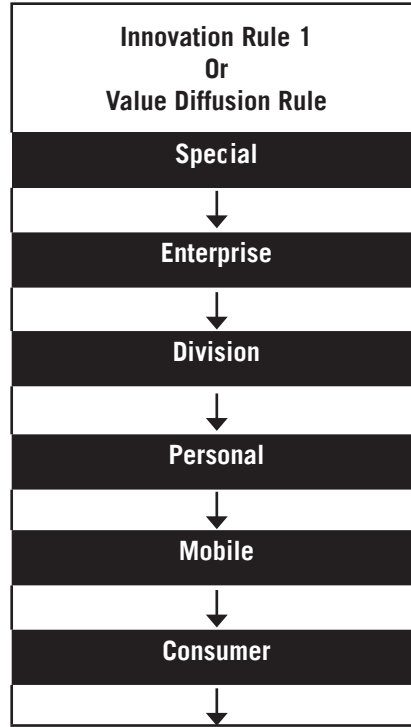 Innovation Rule 1
Or
Value Diffusion Rule
Special
Enterprise
Division
Personal
Mobile
Consumer